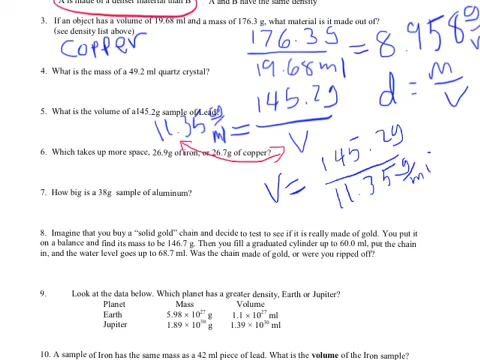 A is made of a denser material than B     A and B have the same density
3. If an object has a volume of 19.68 ml and a mass of 176.3 g, what material is it made out of?
(see density list above)
copper
176.3g / 19.68ml = 8.958 g/v
4. What is the mass of a 49.2 ml quartz crystal?
d = m/v
5. What is the volume of a145.2g sample of Lead?
11.35 g/ml = 145.2g / V
6. Which takes up more space, 26.9g of iron, or 26.7g of copper?
V = 145.2g / 11.35 g/ml
7. How big is a 38g sample of aluminum?
8. Imagine that you buy a “solid gold” chain and decide to test to see if it is really made of gold. You put it
on a balance and find its mass to be 146.7 g. Then you fill a graduated cylinder up to 60.0 ml, put the chain
in, and the water level goes up to 68.7 ml. Was the chain made of gold, or were you ripped off?
9. Look at the data below. Which planet has a greater density, Earth or Jupiter?
Planet Mass Volume
Earth 5.98 × 10²⁷ g 1.1 × 10²⁷ ml
Jupiter 1.89 × 10³⁰ g 1.39 × 10³⁰ ml
10. A sample of Iron has the same mass as a 42 ml piece of lead. What is the volume of the Iron sample?